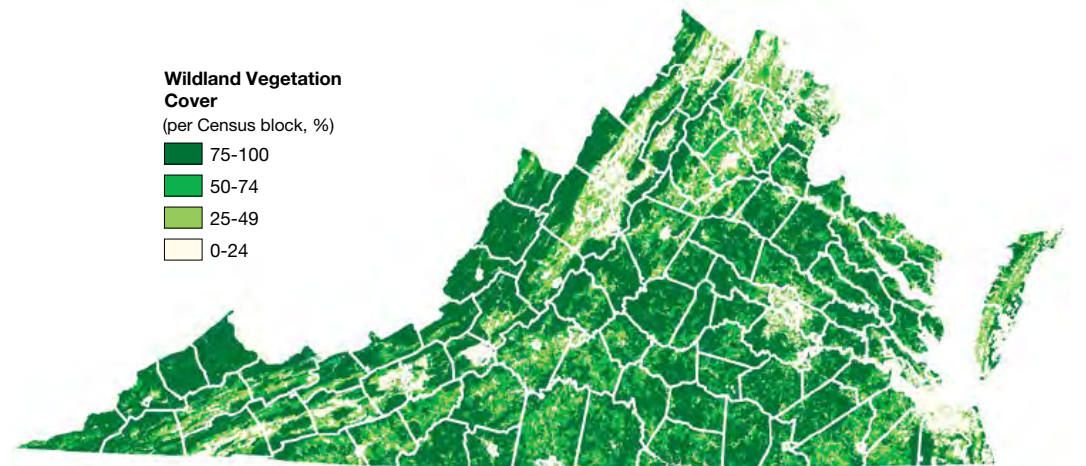 Wildland Vegetation
Cover
(per Census block, %)
75-100
50-74
25-49
0-24